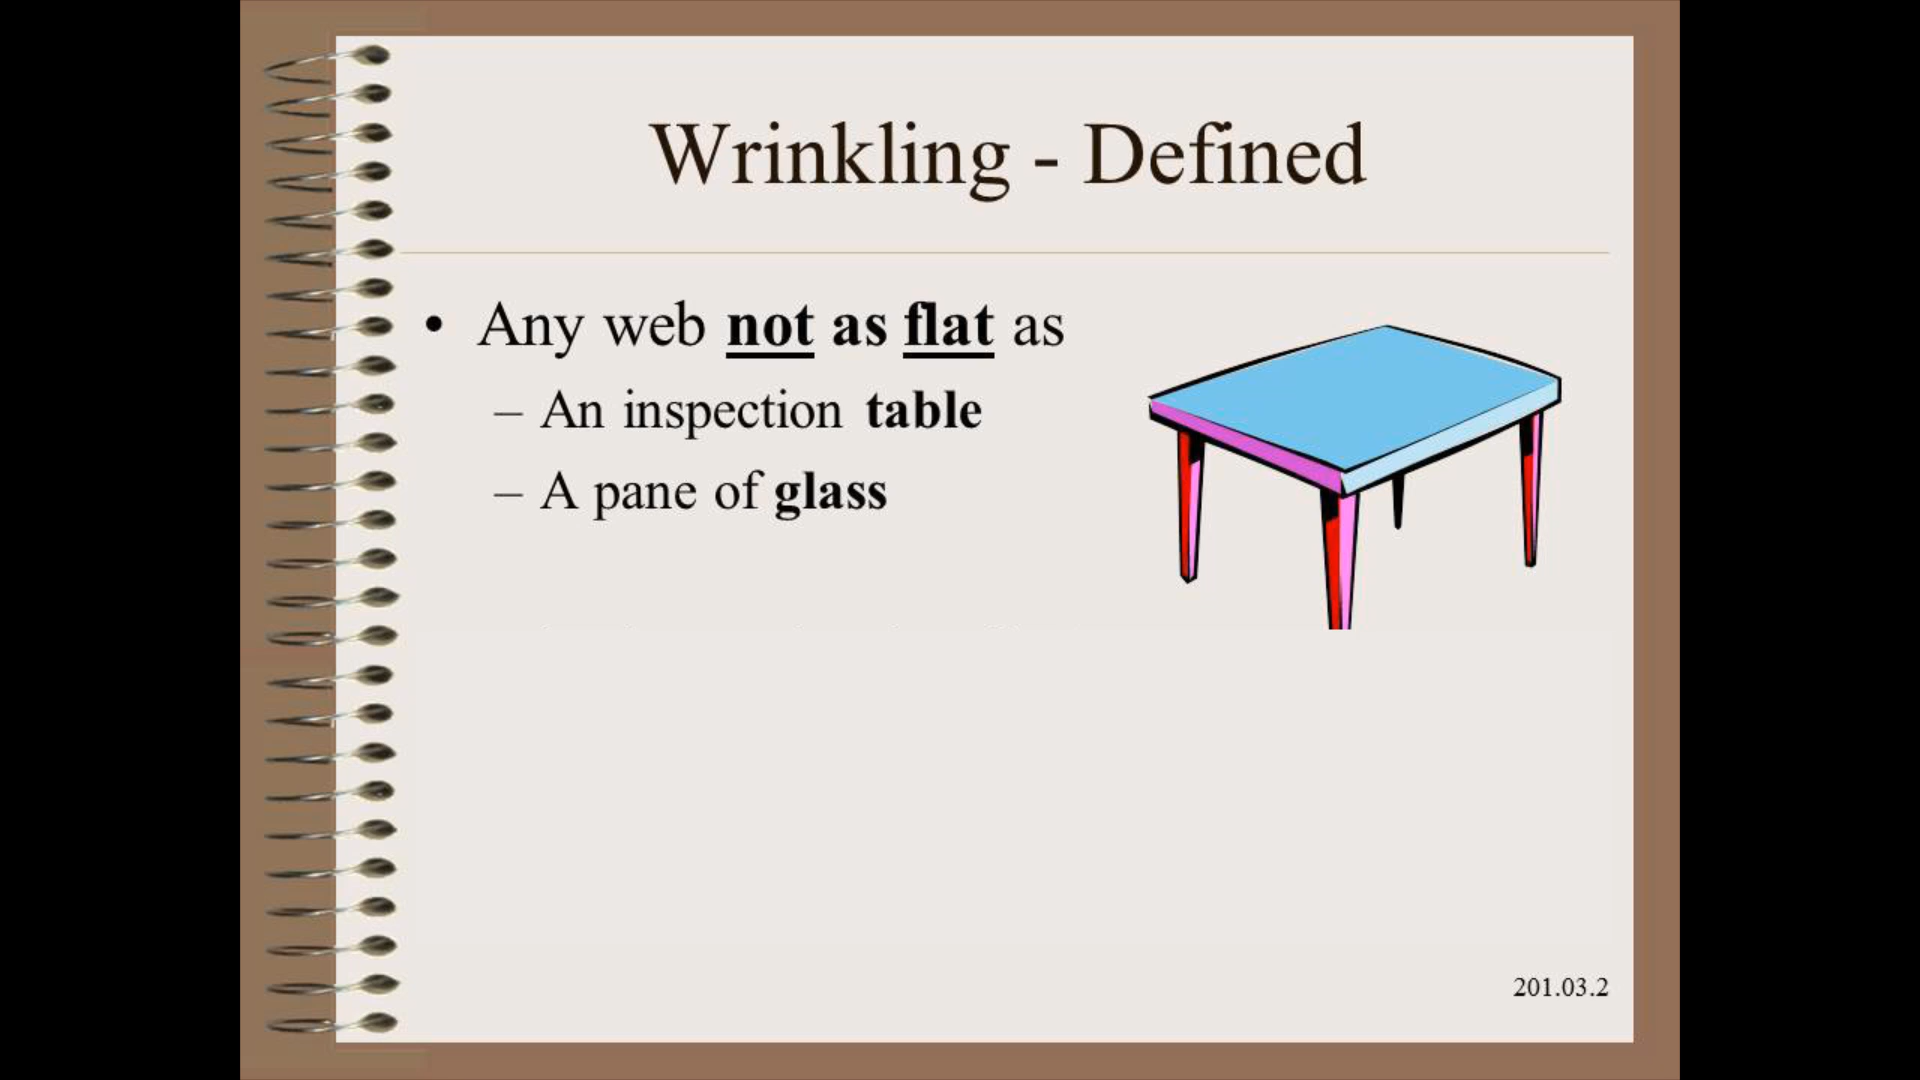 Wrinkling - Defined
• Any web not as flat as
– An inspection table
– A pane of glass
201.03.2